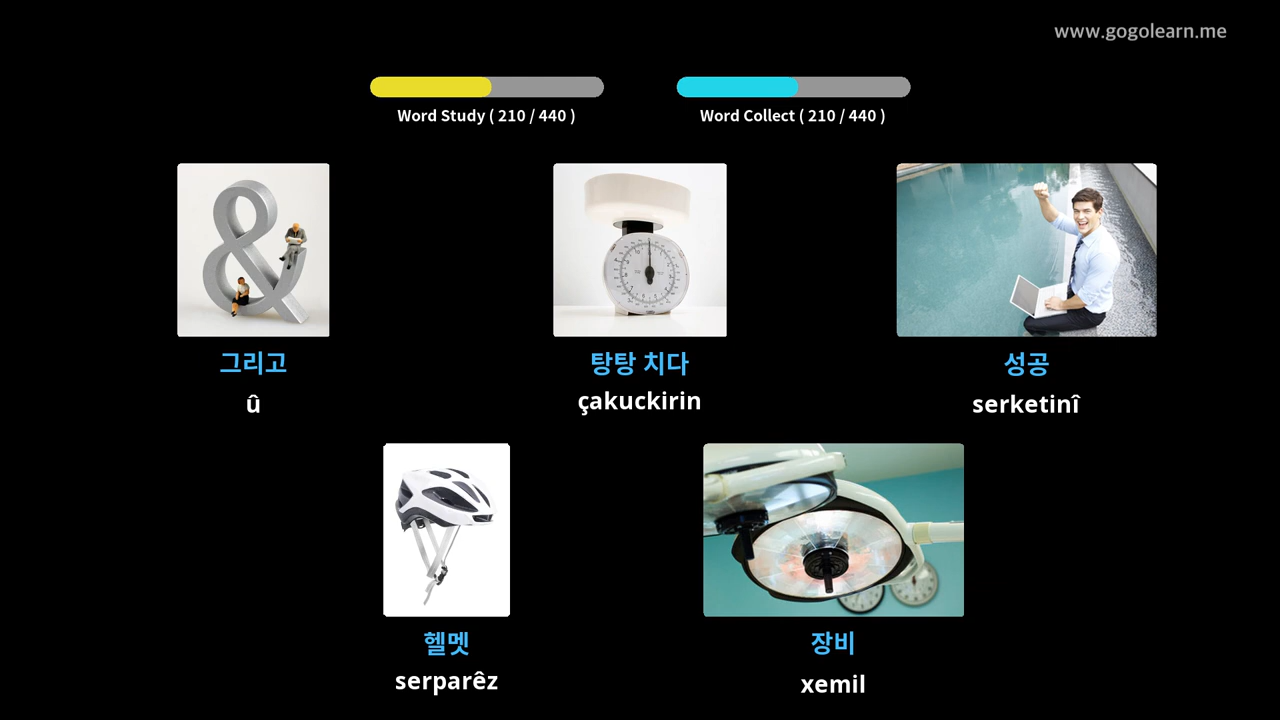 www.gogolearn.me
Word Study ( 210 / 440 )
Word Collect ( 210 / 440 )
그리고
û
탕탕 치다
çakuckirin
성공
serketinî
헬멧
serparêz
장비
xemil